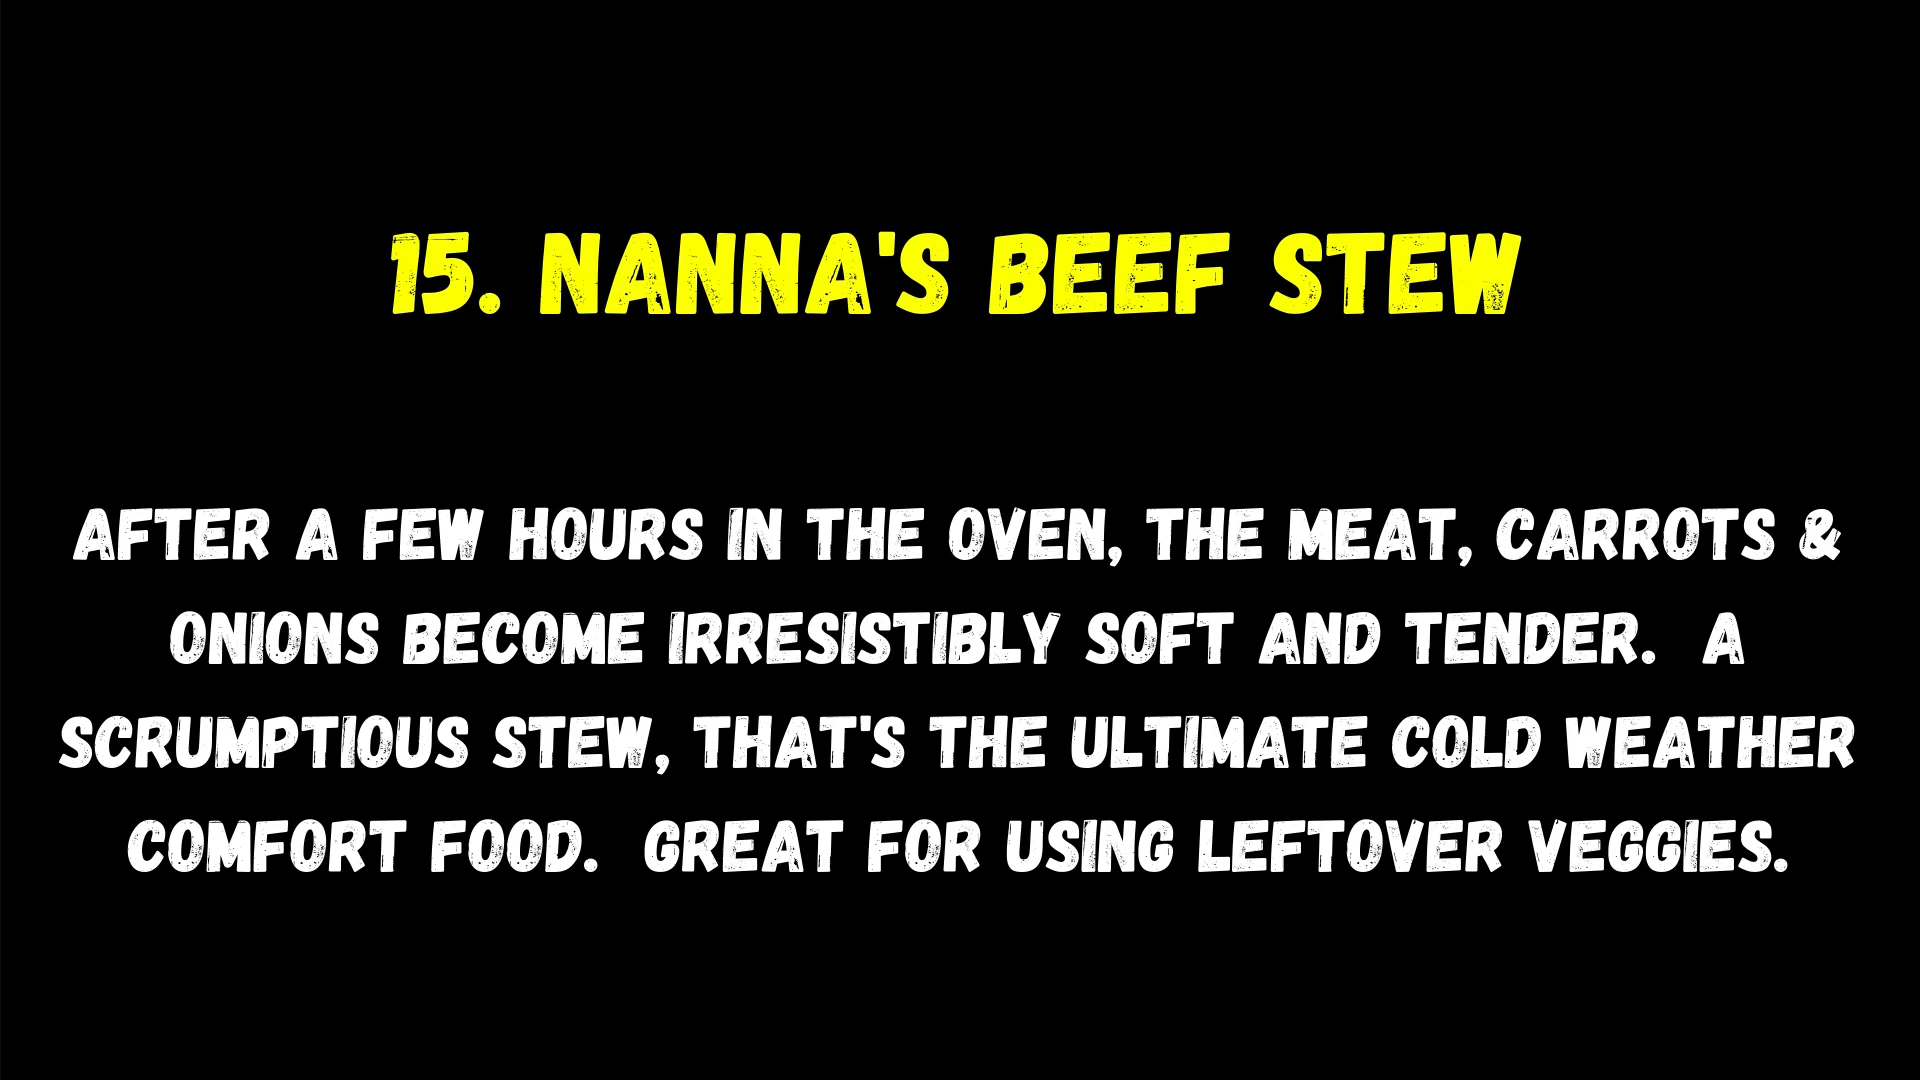 15. NANNA'S BEEF STEW
AFTER A FEW HOURS IN THE OVEN, THE MEAT, CARROTS &
ONIONS BECOME IRRESISTIBLY SOFT AND TENDER.  A
SCRUMPTIOUS STEW, THAT'S THE ULTIMATE COLD WEATHER
COMFORT FOOD.  GREAT FOR USING LEFTOVER VEGGIES.